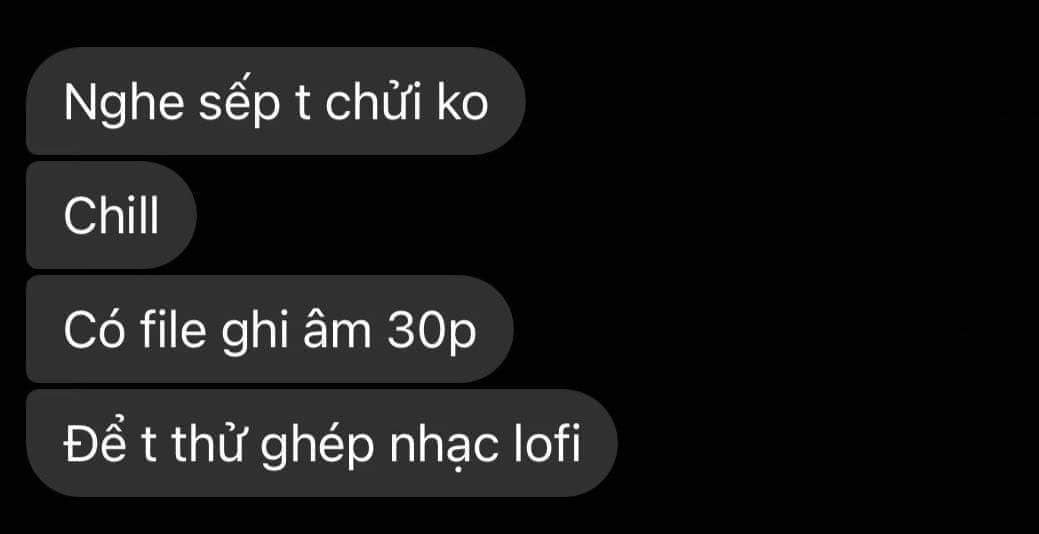 Nghe sếp t chửi ko
Chill
Có file ghi âm 30p
Để t thử ghép nhạc lofi